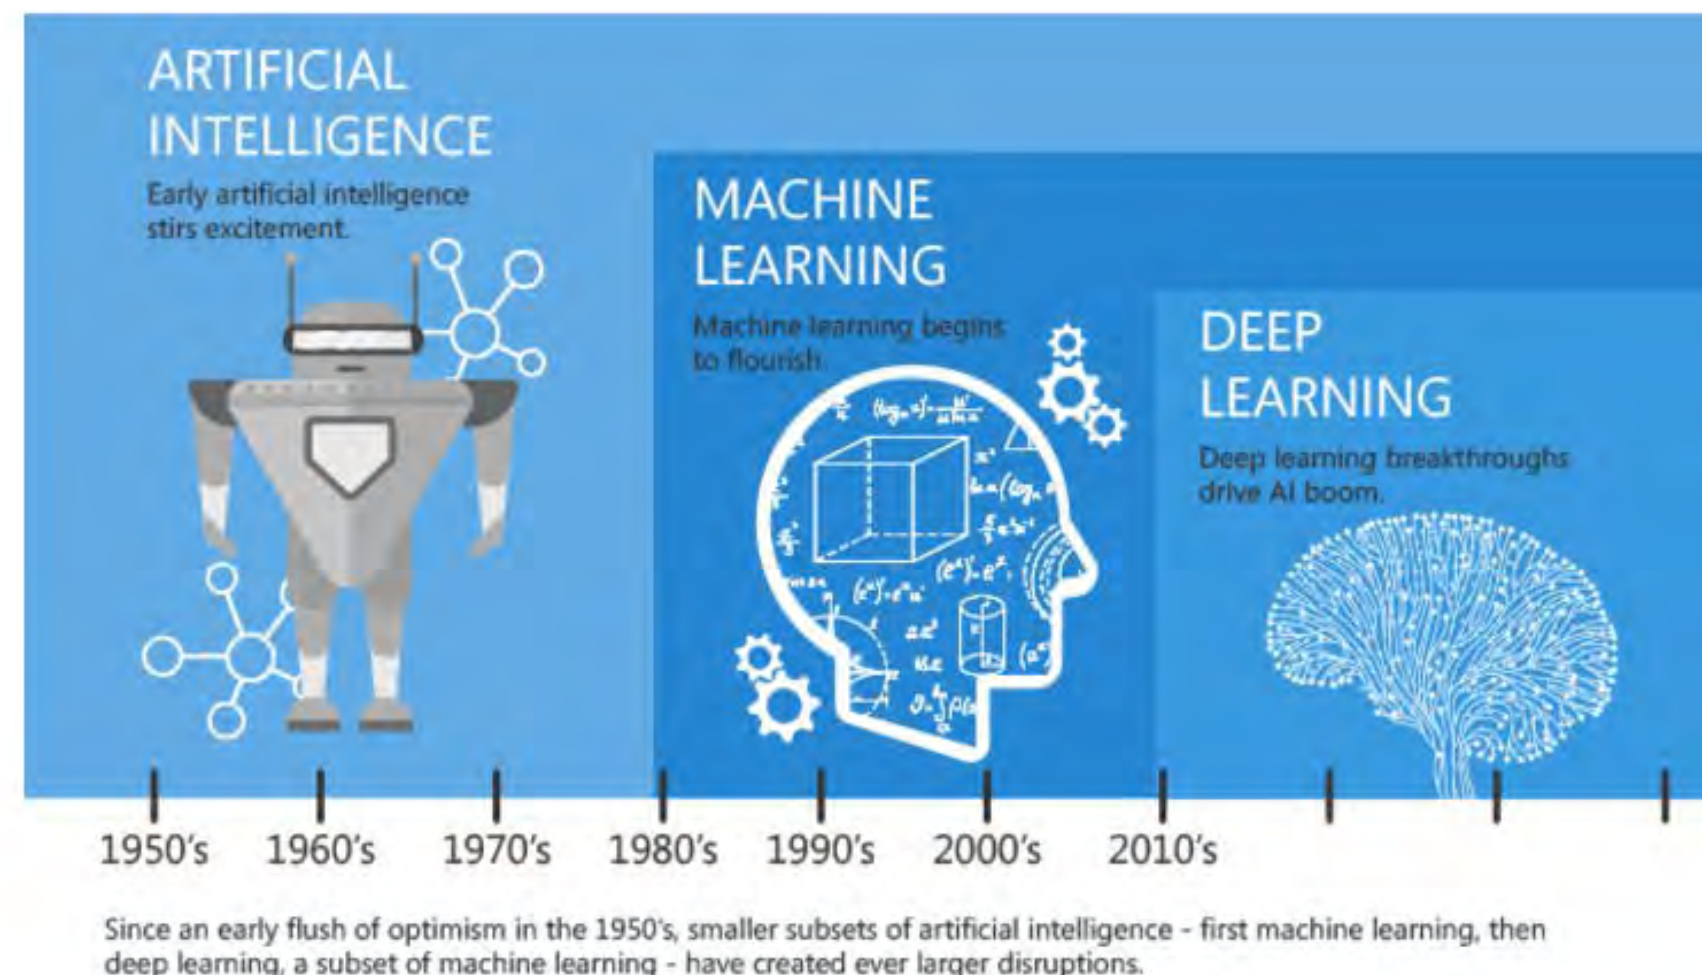 ARTIFICIAL
INTELLIGENCE
Early artificial intelligence
stirs excitement.
MACHINE
LEARNING
Machine learning begins
to flourish.
DEEP
LEARNING
Deep learning breakthroughs
drive AI boom.
1950's 1960's 1970's 1980's 1990's 2000's 2010's
Since an early flush of optimism in the 1950's, smaller subsets of artificial intelligence - first machine learning, then
deep learning, a subset of machine learning - have created ever larger disruptions.